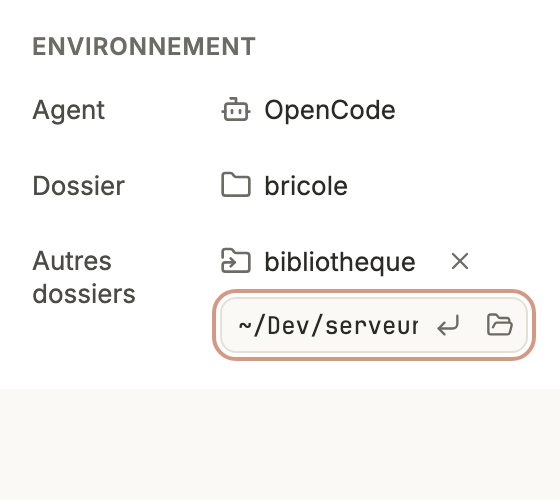 ENVIRONNEMENT
Agent
OpenCode
Dossier
bricole
Autres
dossiers
bibliotheque
~/Dev/serveur